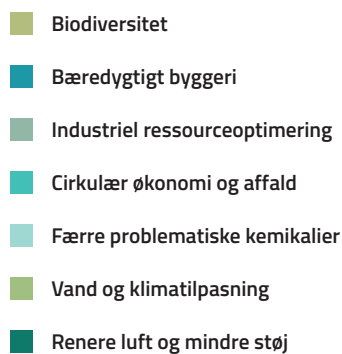 Biodiversitet
Bæredygtigt byggeri
Industriel ressourceoptimering
Cirkulær økonomi og affald
Færre problematiske kemikalier
Vand og klimatilpasning
Renere luft og mindre støj